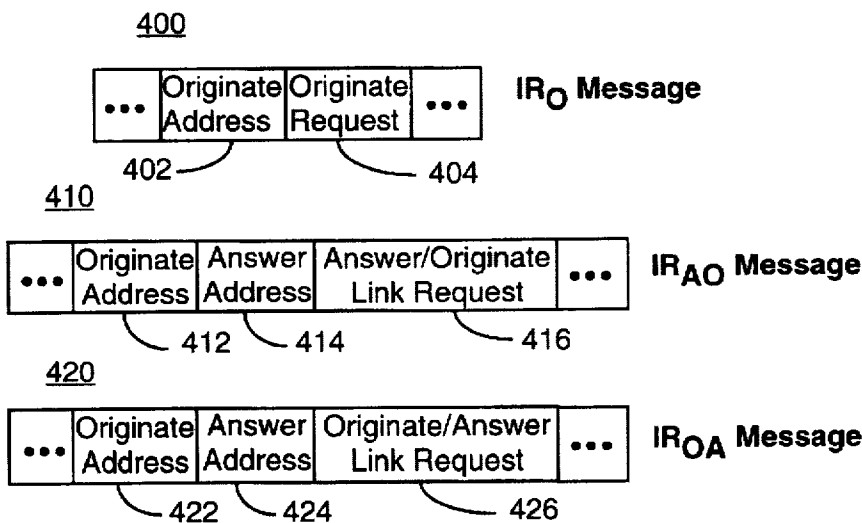 400
••• Originate Address Originate Request ••• IRO Message
402 404
410
••• Originate Address Answer Address Answer/Originate Link Request ••• IRAO Message
412 414 416
420
••• Originate Address Answer Address Originate/Answer Link Request ••• IROA Message
422 424 426